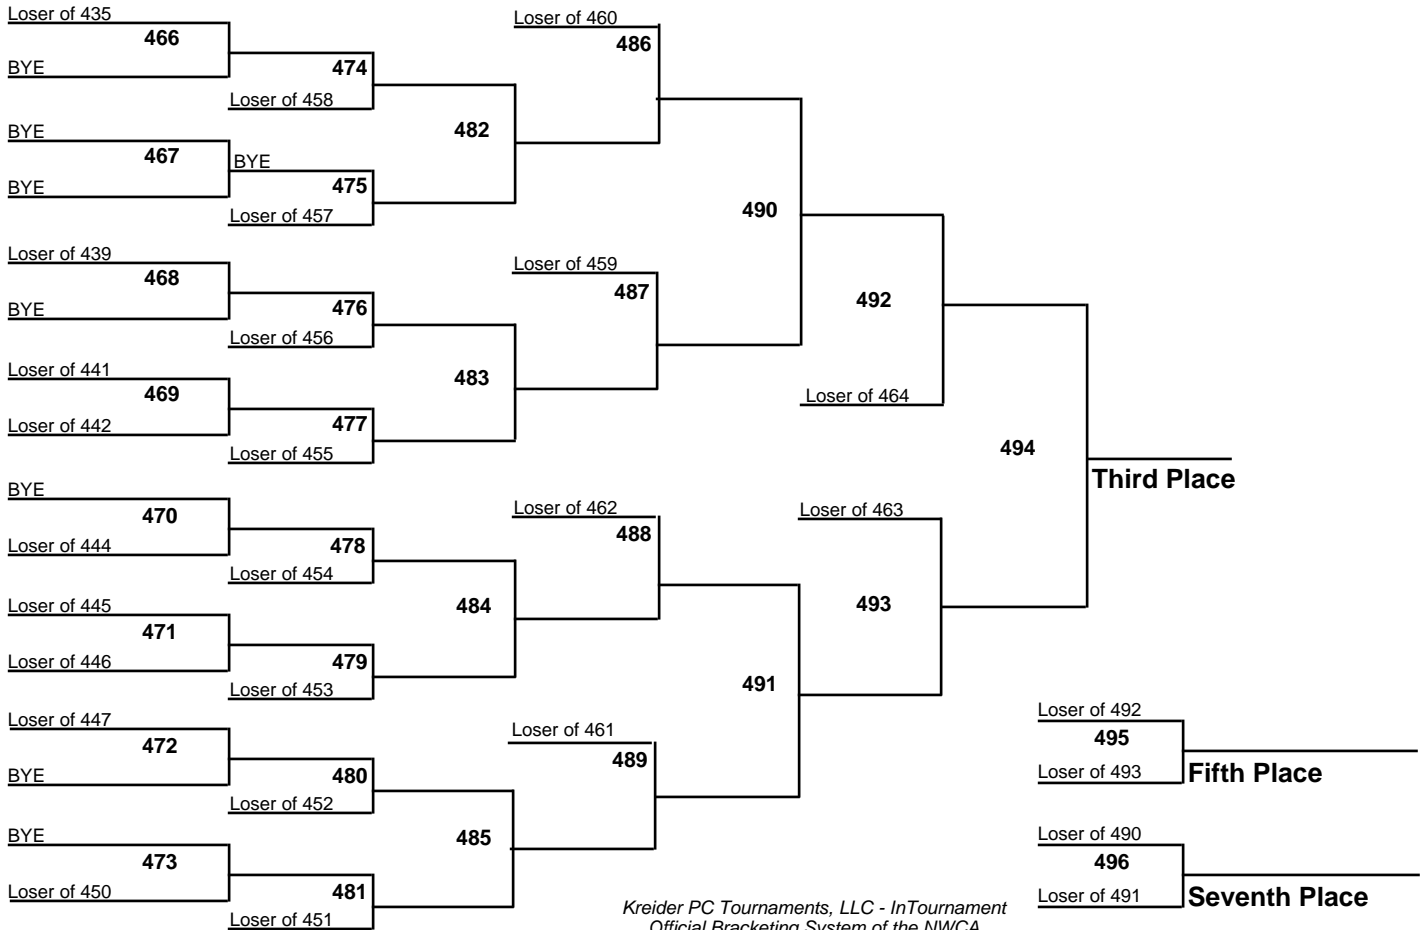 Loser of 435
466
BYE
474
Loser of 458
BYE
467
BYE
BYE
475
Loser of 457
482
Loser of 460
486
Loser of 439
468
BYE
476
Loser of 456
Loser of 441
469
Loser of 442
477
Loser of 455
483
Loser of 459
487
490
492
Loser of 464
BYE
470
Loser of 444
478
Loser of 454
Loser of 445
471
Loser of 446
479
Loser of 453
484
Loser of 462
488
Loser of 447
472
BYE
480
Loser of 452
BYE
473
Loser of 450
481
Loser of 451
485
Loser of 461
489
491
Loser of 463
493
494
Third Place
Loser of 492
495
Loser of 493
Fifth Place
Loser of 490
496
Loser of 491
Seventh Place
Kreider PC Tournaments, LLC - InTournament
Official Bracketing System of the NWCA